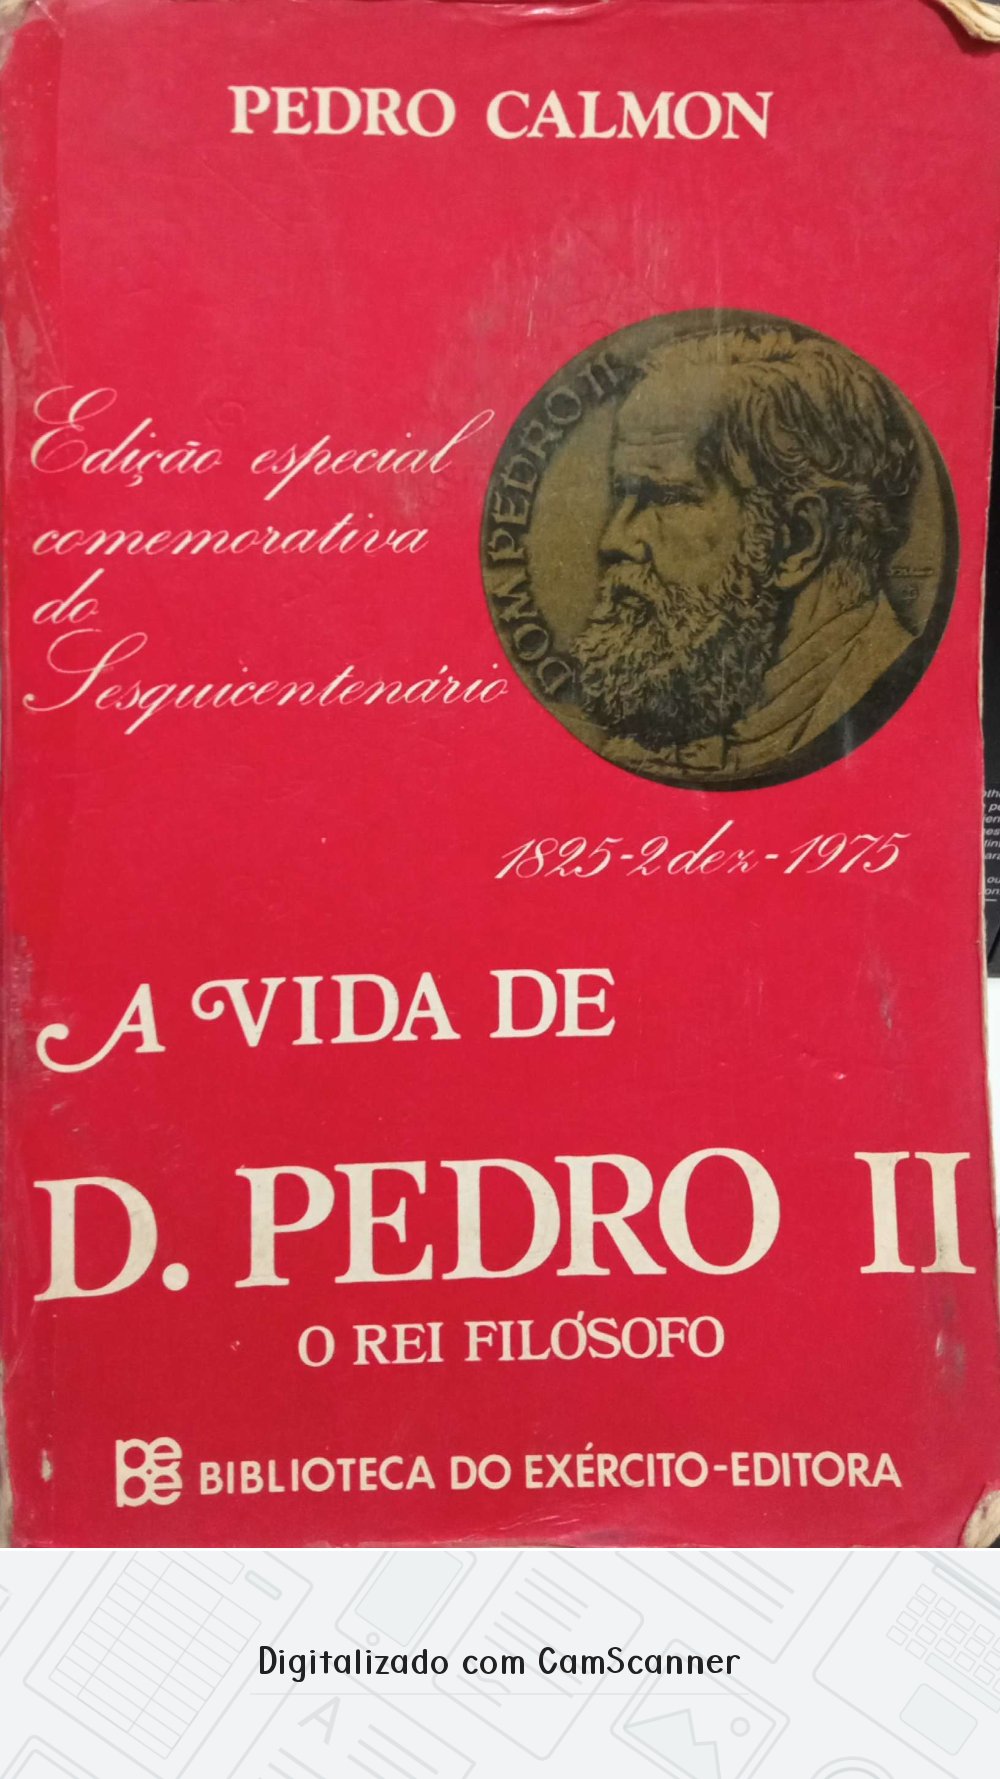 PEDRO CALMON
Edição especial
comemorativa
do
Sesquicentenário
DOM PEDRO II
1825-2 dez-1975
A VIDA DE
D. PEDRO II
O REI FILÓSOFO
BIBLIOTECA DO EXÉRCITO-EDITORA
Digitalizado com CamScanner